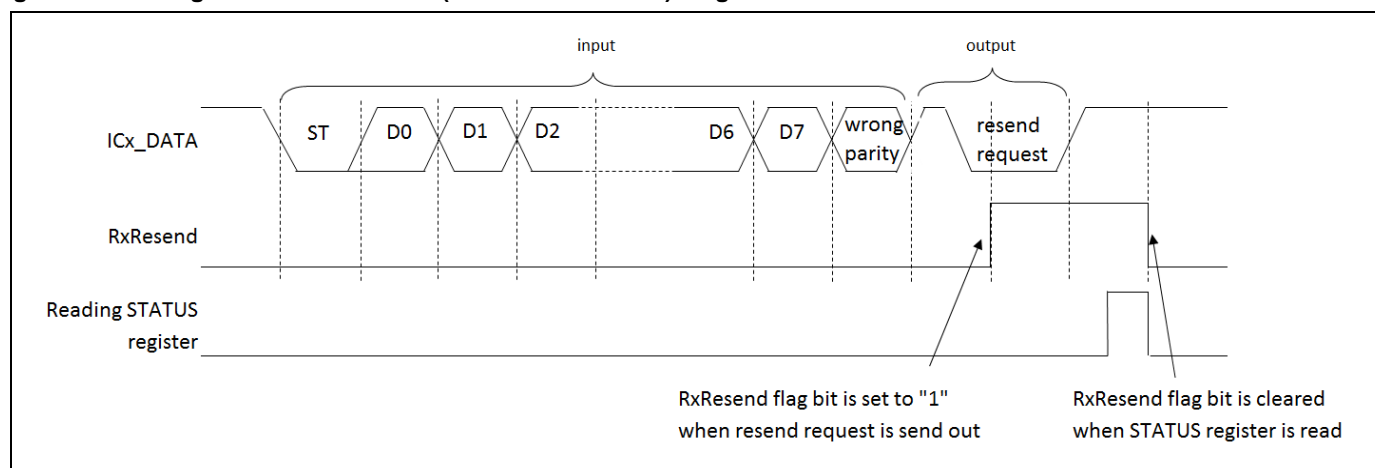 input
output
ICx_DATA
ST
D0
D1
D2
D6
D7
wrong
parity
resend
request
RxResend
Reading STATUS
register
RxResend flag bit is set to "1"
when resend request is send out
RxResend flag bit is cleared
when STATUS register is read